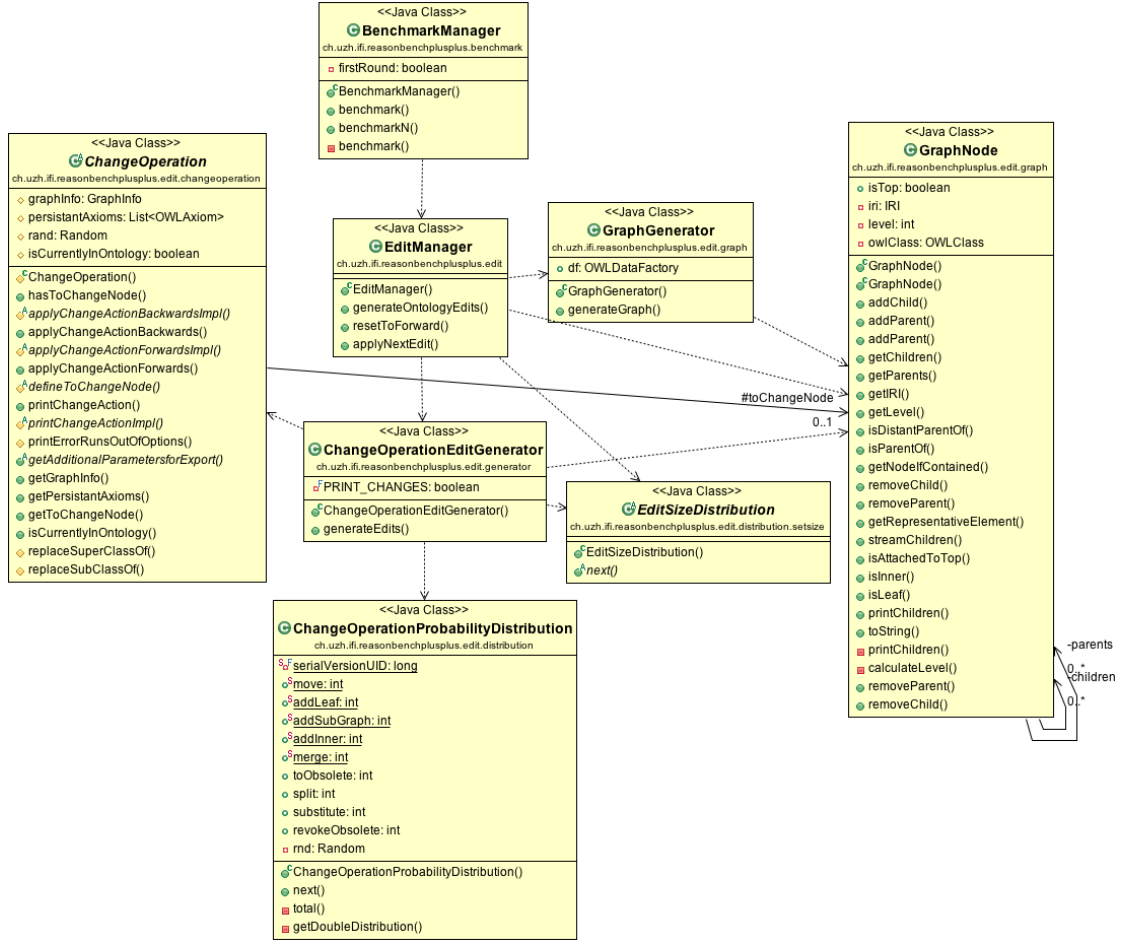 <<Java Class>>
BenchmarkManager
ch.uzh.ifi.reasonbenchplusplus.benchmark
firstRound: boolean
BenchmarkManager()
benchmark()
benchmarkN()
benchmark()
<<Java Class>>
ChangeOperation
ch.uzh.ifi.reasonbenchplusplus.edit.changeoperation
graphInfo: GraphInfo
persistantAxioms: List<OWLAxiom>
rand: Random
isCurrentlyInOntology: boolean
ChangeOperation()
hasToChangeNode()
applyChangeActionBackwardsImpl()
applyChangeActionBackwards()
applyChangeActionForwardsImpl()
applyChangeActionForwards()
defineToChangeNode()
printChangeAction()
printChangeActionImpl()
printErrorRunsOutOfOptions()
getAdditionalParametersforExport()
getGraphInfo()
getPersistantAxioms()
getToChangeNode()
isCurrentlyInOntology()
replaceSuperClassOf()
replaceSubClassOf()
<<Java Class>>
EditManager
ch.uzh.ifi.reasonbenchplusplus.edit
EditManager()
generateOntologyEdits()
resetToForward()
applyNextEdit()
<<Java Class>>
GraphGenerator
ch.uzh.ifi.reasonbenchplusplus.edit.graph
df: OWLDataFactory
GraphGenerator()
generateGraph()
<<Java Class>>
GraphNode
ch.uzh.ifi.reasonbenchplusplus.edit.graph
isTop: boolean
iri: IRI
level: int
owlClass: OWLClass
GraphNode()
GraphNode()
addChild()
addParent()
addParent()
getChildren()
getParents()
getIRI()
getLevel()
isDistantParentOf()
isParentOf()
getNodeIfContained()
removeChild()
removeParent()
getRepresentativeElement()
streamChildren()
isAttachedToTop()
isInner()
isLeaf()
printChildren()
toString()
printChildren()
calculateLevel()
removeParent()
removeChild()
#toChangeNode
0..1
-parents
0..*
-children
0..*
<<Java Class>>
ChangeOperationEditGenerator
ch.uzh.ifi.reasonbenchplusplus.edit.generator
PRINT_CHANGES: boolean
ChangeOperationEditGenerator()
generateEdits()
<<Java Class>>
EditSizeDistribution
ch.uzh.ifi.reasonbenchplusplus.edit.distribution.setsize
EditSizeDistribution()
next()
<<Java Class>>
ChangeOperationProbabilityDistribution
ch.uzh.ifi.reasonbenchplusplus.edit.distribution
serialVersionUID: long
move: int
addLeaf: int
addSubGraph: int
addInner: int
merge: int
toObsolete: int
split: int
substitute: int
revokeObsolete: int
rnd: Random
ChangeOperationProbabilityDistribution()
next()
total()
getDoubleDistribution()